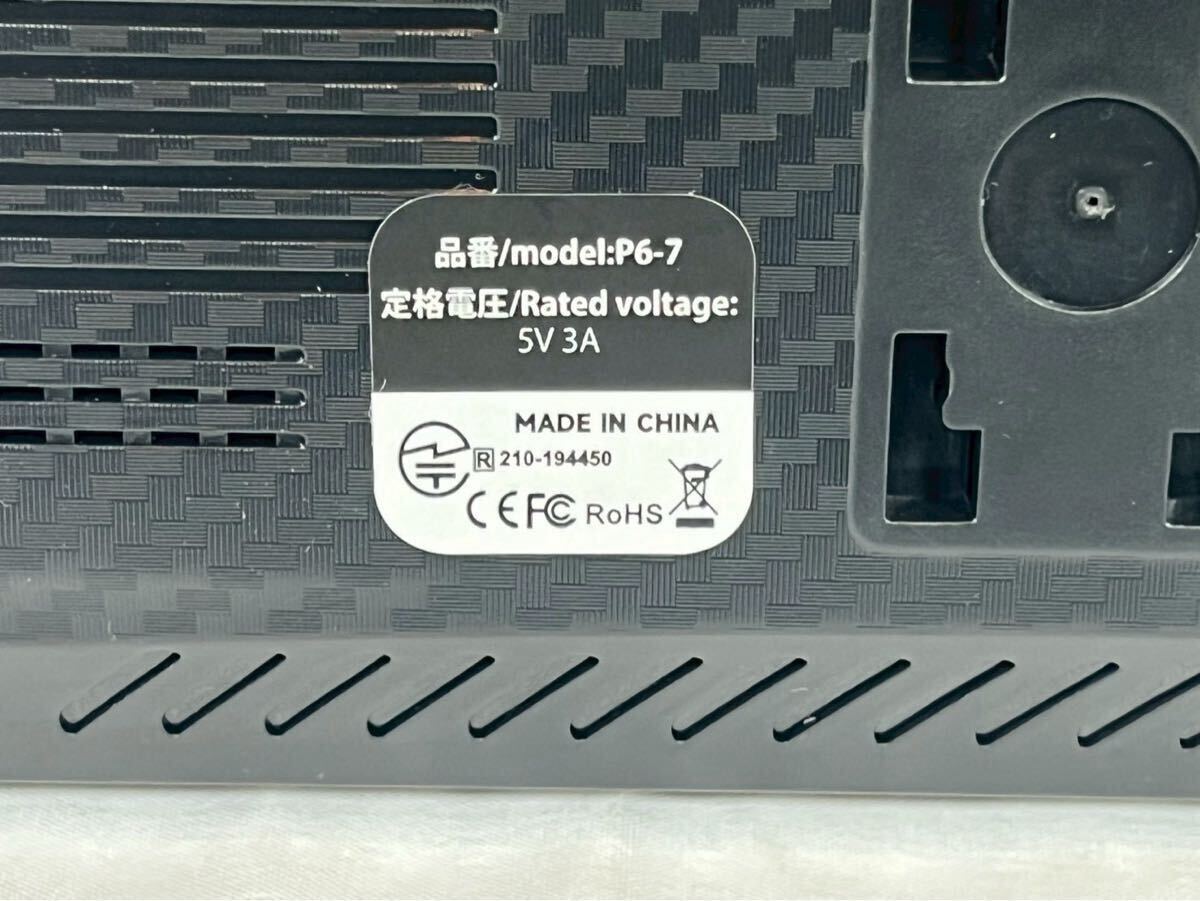 品番/model:P6-7
定格電圧/Rated voltage:
5V 3A
MADE IN CHINA
R 210-194450
CE FC RoHS